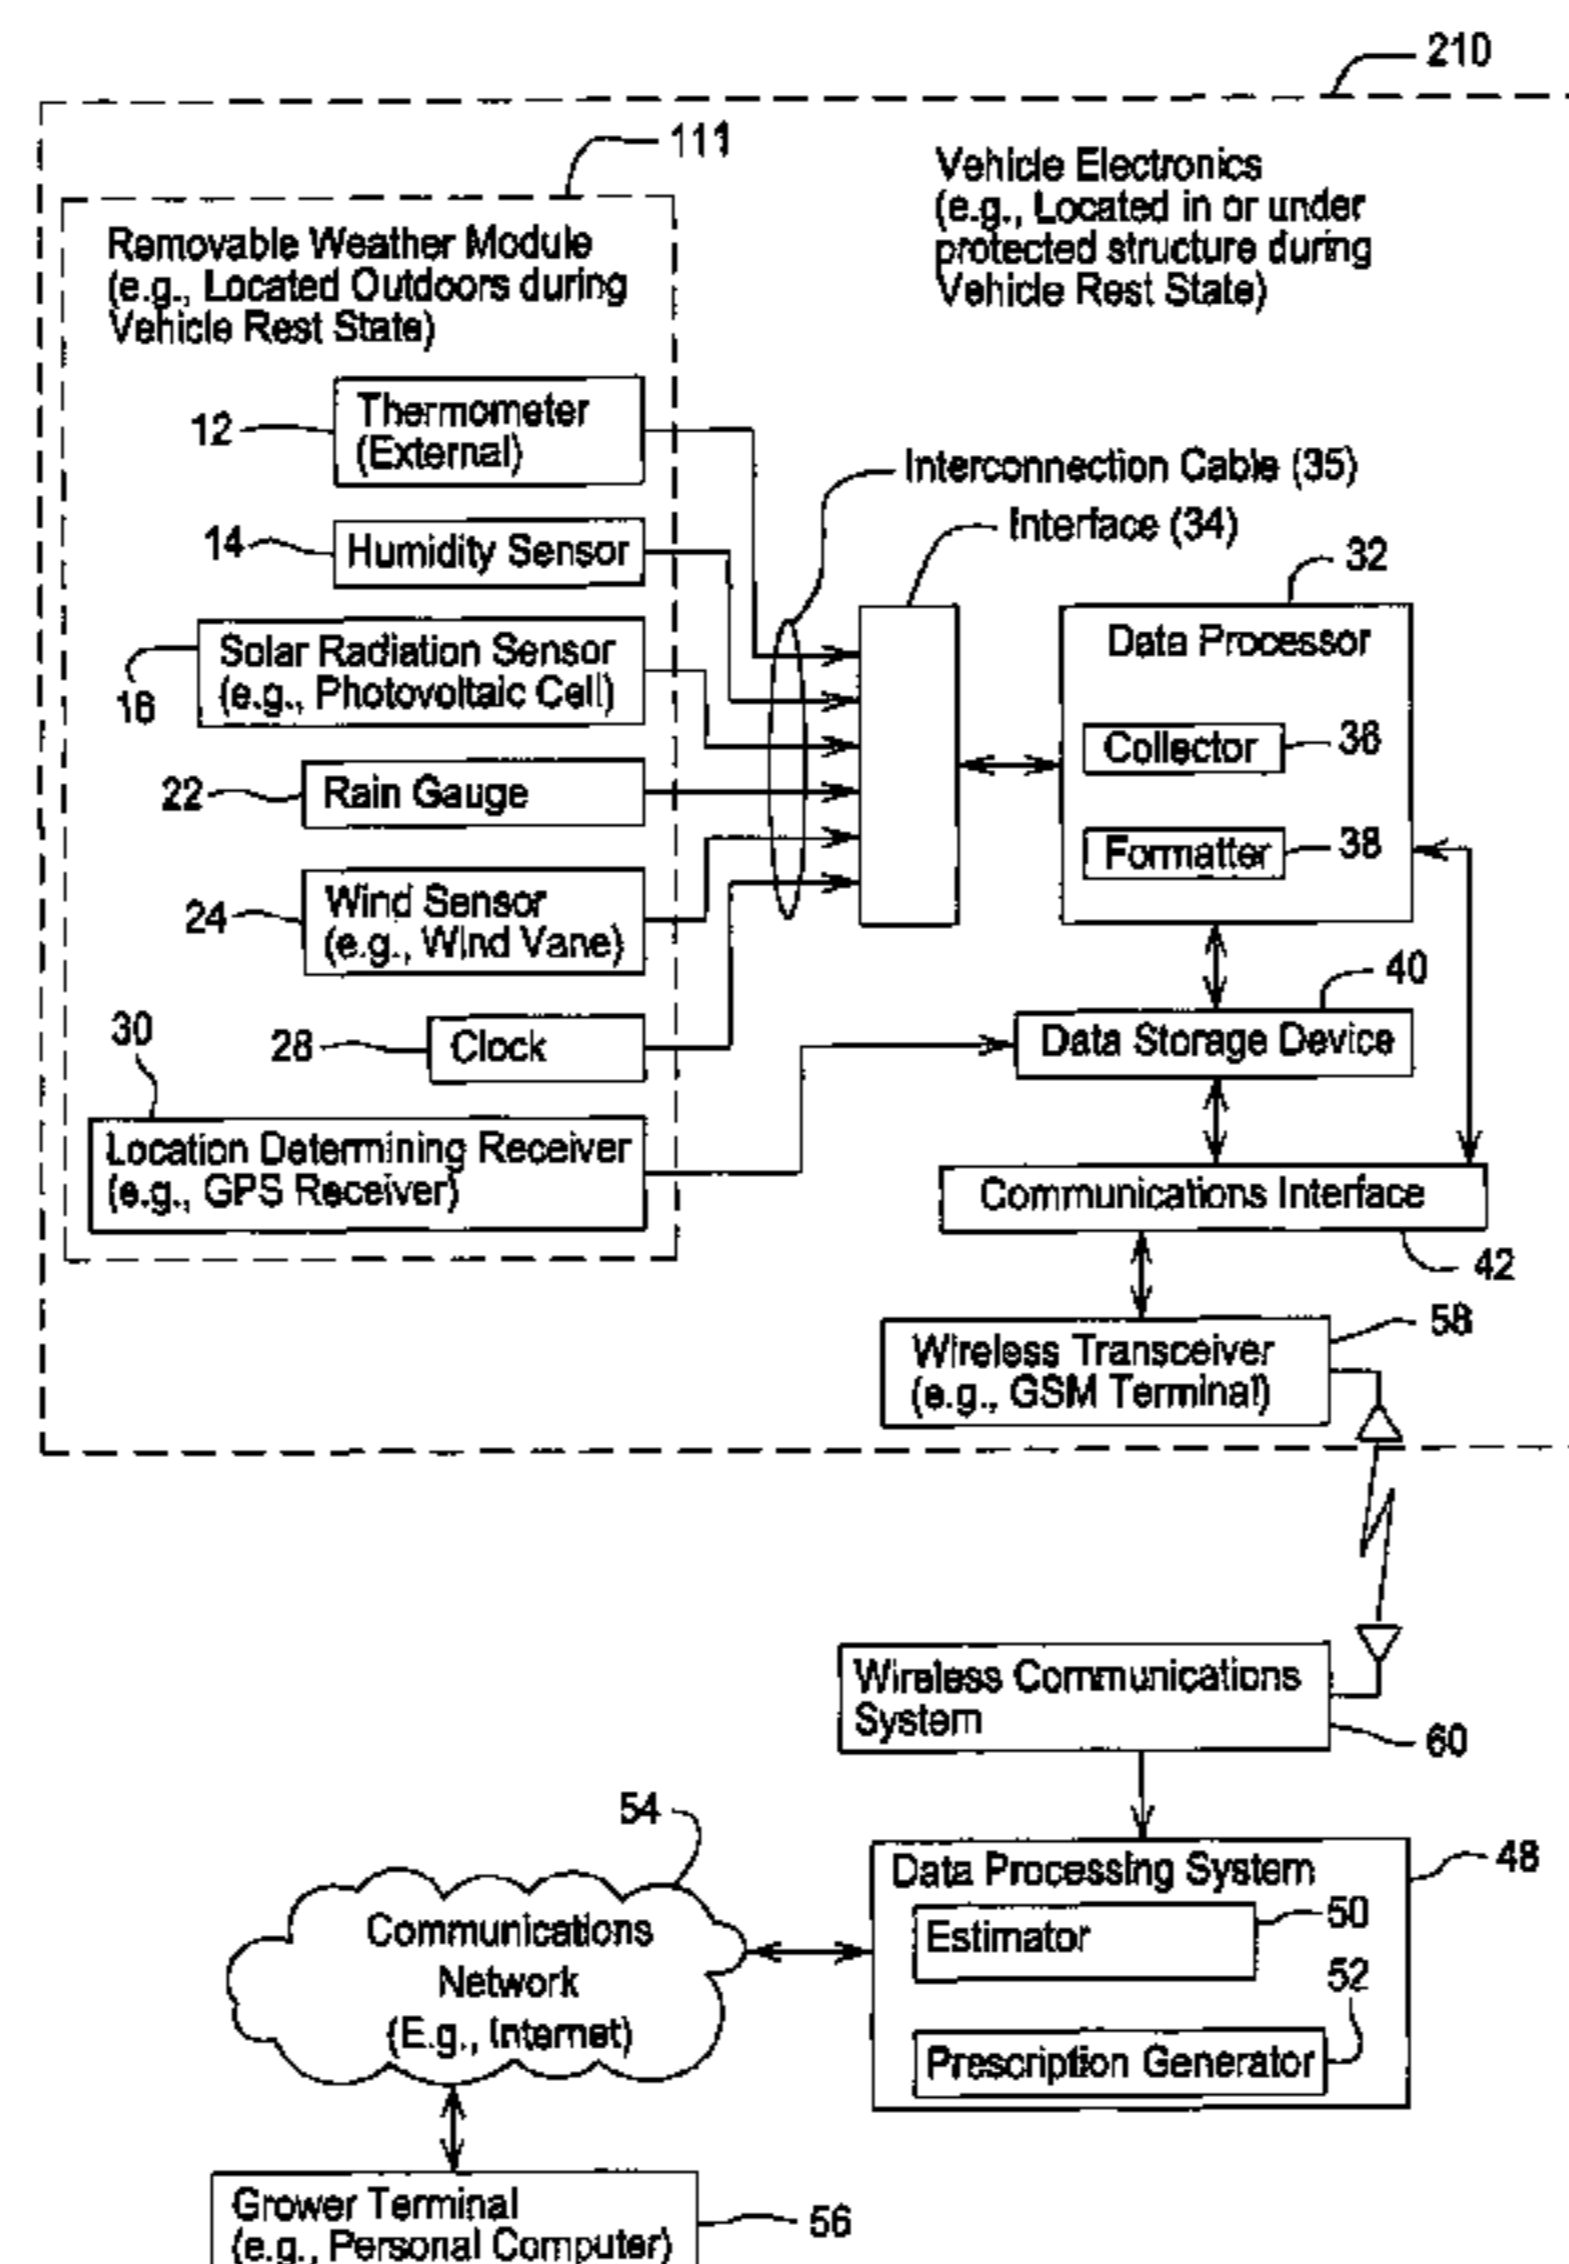 210
111
Vehicle Electronics
(e.g., Located in or under
protected structure during
Vehicle Rest State)
Removable Weather Module
(e.g., Located Outdoors during
Vehicle Rest State)
12
Thermometer
(External)
Interconnection Cable (35)
Interface (34)
14
Humidity Sensor
32
Data Processor
16
Solar Radiation Sensor
(e.g., Photovoltaic Cell)
Collector
36
22
Rain Gauge
Formatter
38
24
Wind Sensor
(e.g., Wind Vane)
40
Data Storage Device
30
28
Clock
Location Determining Receiver
(e.g., GPS Receiver)
Communications Interface
42
58
Wireless Transceiver
(e.g., GSM Terminal)
Wireless Communications
System
60
54
Data Processing System
48
Estimator
50
52
Prescription Generator
Communications
Network
(E.g., Internet)
Grower Terminal
(e.g., Personal Computer)
56